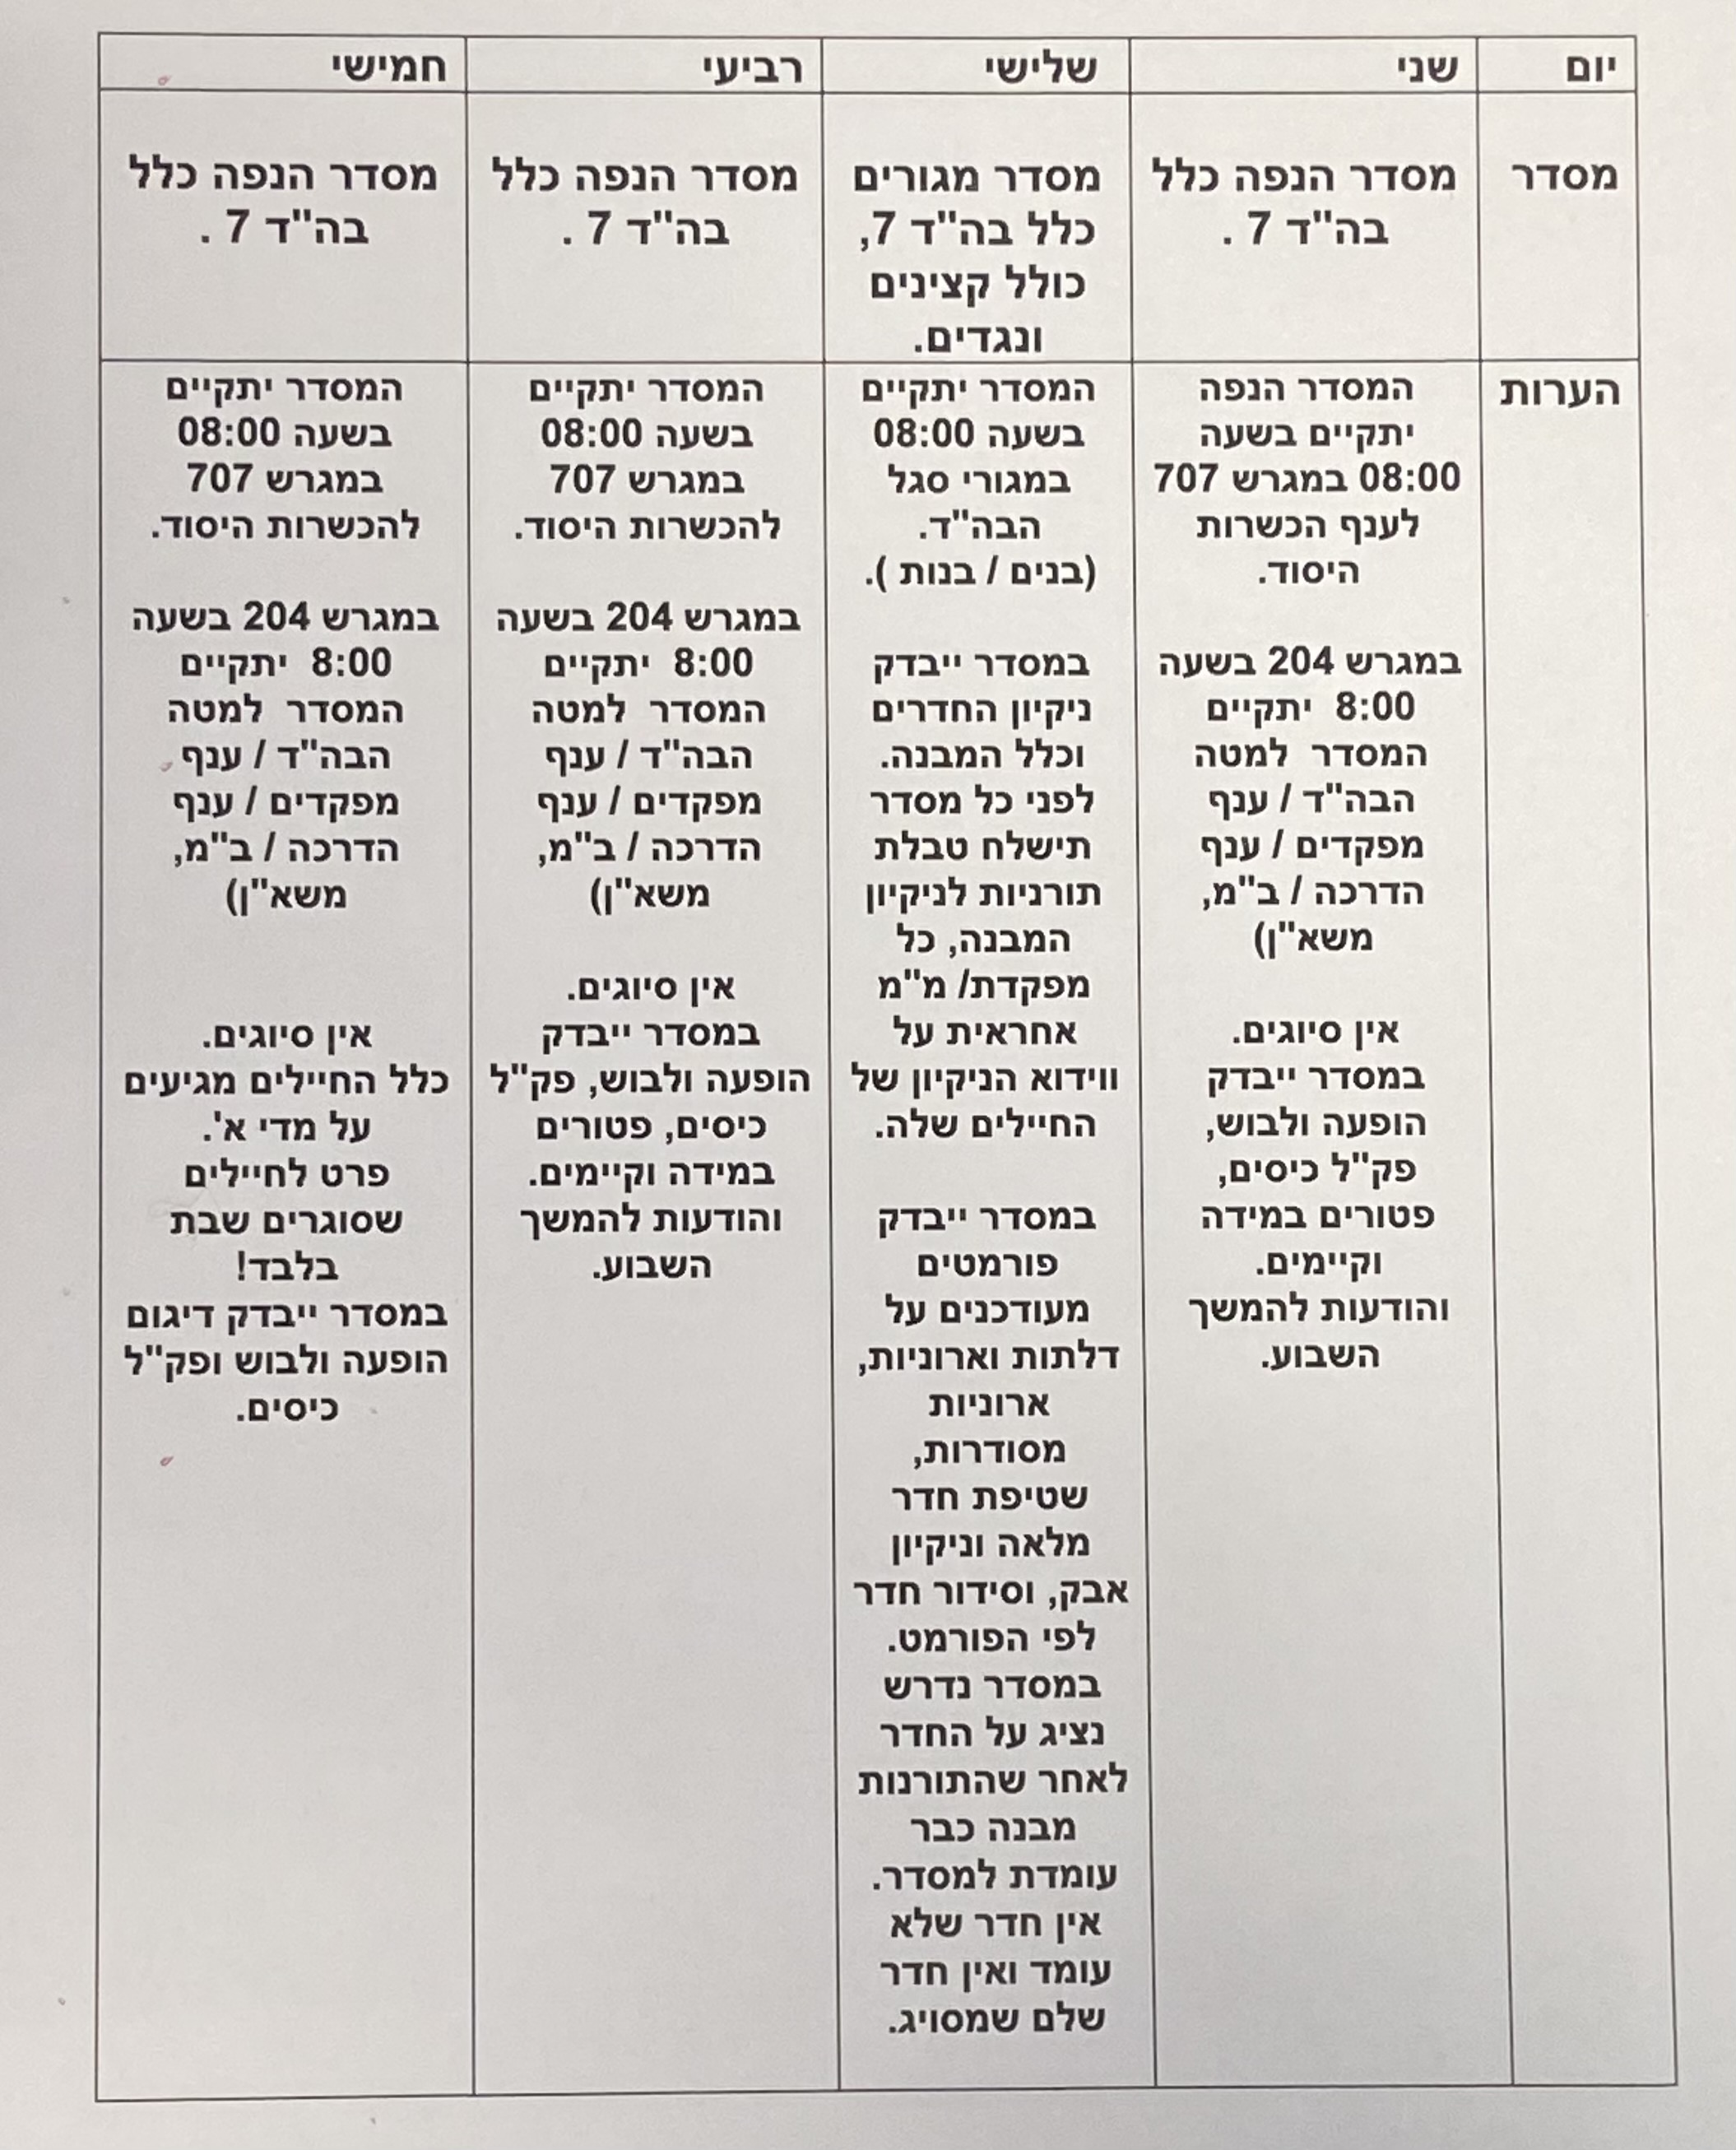 יום
שני
שלישי
רביעי
חמישי
מסדר
מסדר הנפה כלל
בה"ד 7 .
מסדר מגורים
כלל בה"ד 7,
כולל קצינים
ונגדים.
מסדר הנפה כלל
בה"ד 7 .
מסדר הנפה כלל
בה"ד 7 .
הערות
המסדר הנפה
יתקיים בשעה
08:00 במגרש 707
לענף הכשרות
היסוד.
במגרש 204 בשעה
8:00 יתקיים
המסדר למטה
הבה"ד / ענף
מפקדים / ענף
הדרכה / ב"מ,
משא"ן)
אין סיוגים.
במסדר ייבדק
הופעה ולבוש,
פק"ל כיסים,
פטורים במידה
וקיימים.
והודעות להמשך
השבוע.
המסדר יתקיים
בשעה 08:00
במגורי סגל
הבה"ד.
(בנים / בנות ).
במסדר ייבדק
ניקיון החדרים
וכלל המבנה.
לפני כל מסדר
תישלח טבלת
תורניות לניקיון
המבנה, כל
מפקדת/ מ"מ
אחראית על
ווידוא הניקיון של
החיילים שלה.
במסדר ייבדק
פורמטים
מעודכנים על
דלתות וארוניות,
ארוניות
מסודרות,
שטיפת חדר
מלאה וניקיון
אבק, וסידור חדר
לפי הפורמט.
במסדר נדרש
נציג על החדר
לאחר שהתורנות
מבנה כבר
עומדת למסדר.
אין חדר שלא
עומד ואין חדר
שלם שמסויג.
המסדר יתקיים
בשעה 08:00
במגרש 707
להכשרות היסוד.
במגרש 204 בשעה
8:00 יתקיים
המסדר למטה
הבה"ד / ענף
מפקדים / ענף
הדרכה / ב"מ,
משא"ן)
אין סיוגים.
במסדר ייבדק
הופעה ולבוש, פק"ל
כיסים, פטורים
במידה וקיימים.
והודעות להמשך
השבוע.
המסדר יתקיים
בשעה 08:00
במגרש 707
להכשרות היסוד.
במגרש 204 בשעה
8:00 יתקיים
המסדר למטה
הבה"ד / ענף
מפקדים / ענף
הדרכה / ב"מ,
משא"ן)
אין סיוגים.
כלל החיילים מגיעים
על מדי א'.
פרט לחיילים
שסוגרים שבת
בלבד!
במסדר ייבדק דיגום
הופעה ולבוש ופק"ל
כיסים.